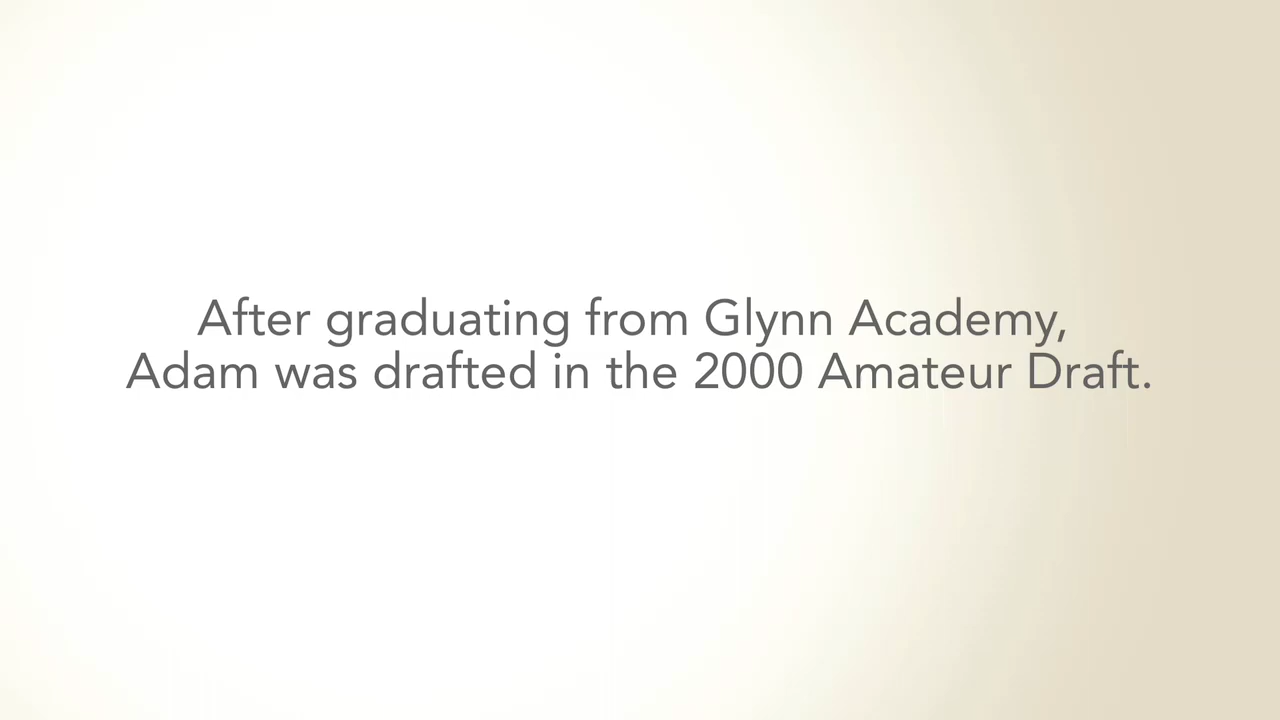 After graduating from Glynn Academy,
Adam was drafted in the 2000 Amateur Draft.